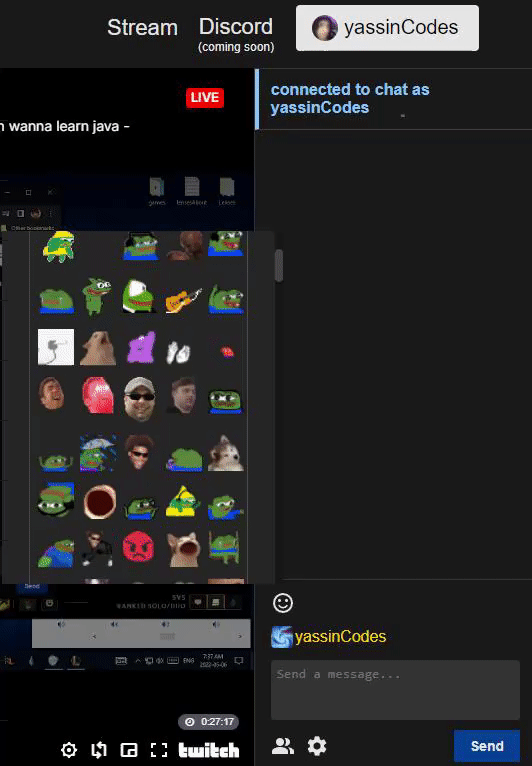 Stream
Discord
(coming soon)
yassinCodes
LIVE
wanna learn java -
connected to chat as
yassinCodes
games
Other bookmarks
Send
5V5
RANKED SOLO/DUO
ENG
7:37 AM
2022-05-06
0:27:17
twitch
yassinCodes
Send a message...
Send